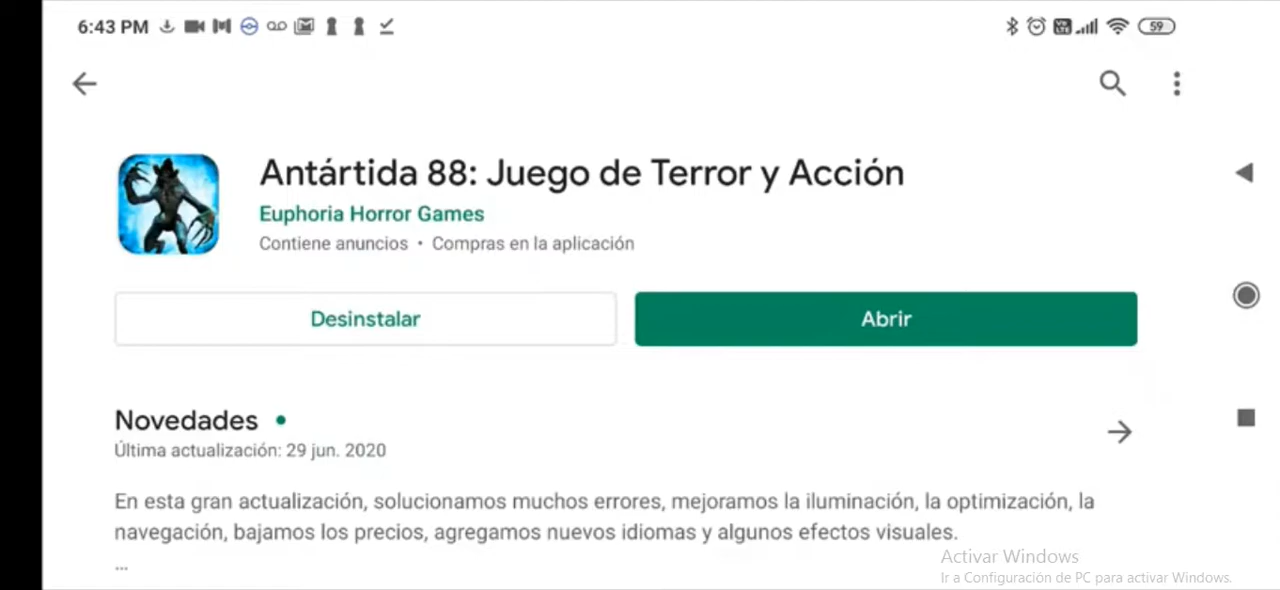 6:43 PM
59
Antártida 88: Juego de Terror y Acción
Euphoria Horror Games
Contiene anuncios • Compras en la aplicación
Desinstalar
Abrir
Novedades
Última actualización: 29 jun. 2020
En esta gran actualización, solucionamos muchos errores, mejoramos la iluminación, la optimización, la
navegación, bajamos los precios, agregamos nuevos idiomas y algunos efectos visuales.
...
Activar Windows
Ir a Configuración de PC para activar Windows.